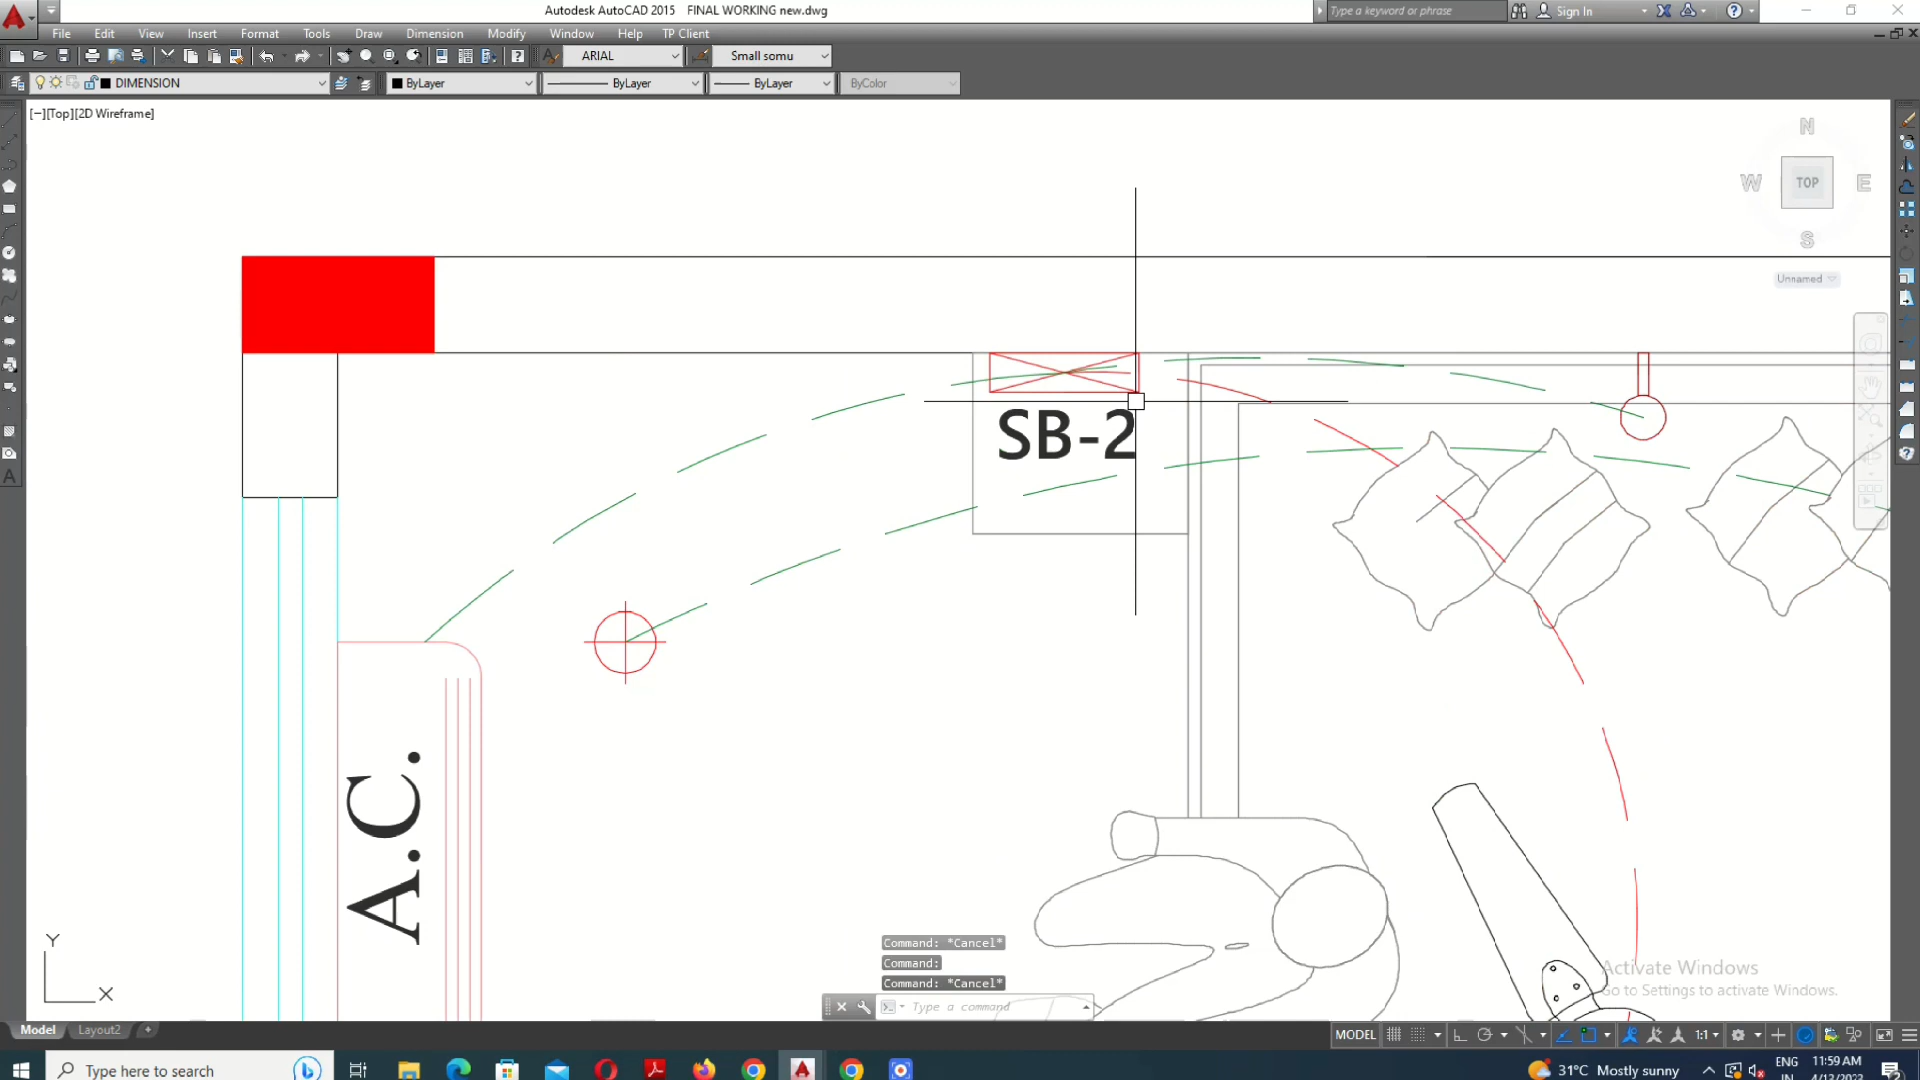 Autodesk AutoCAD 2015 FINAL WORKING new.dwg
Type a keyword or phrase
Sign In
File Edit View Insert Format Tools Draw Dimension Modify Window Help TP Client
ARIAL
Small somu
DIMENSION
ByLayer
ByLayer
ByLayer
ByColor
[−][Top][2D Wireframe]
N
W
TOP
E
S
Unnamed
SB-2
A.C.
Y
X
Command: *Cancel*
Command:
Command: *Cancel*
Type a command
Activate Windows
Go to Settings to activate Windows.
Model
Layout2
MODEL
1:1
Type here to search
31°C Mostly sunny
ENG
IN
11:59 AM